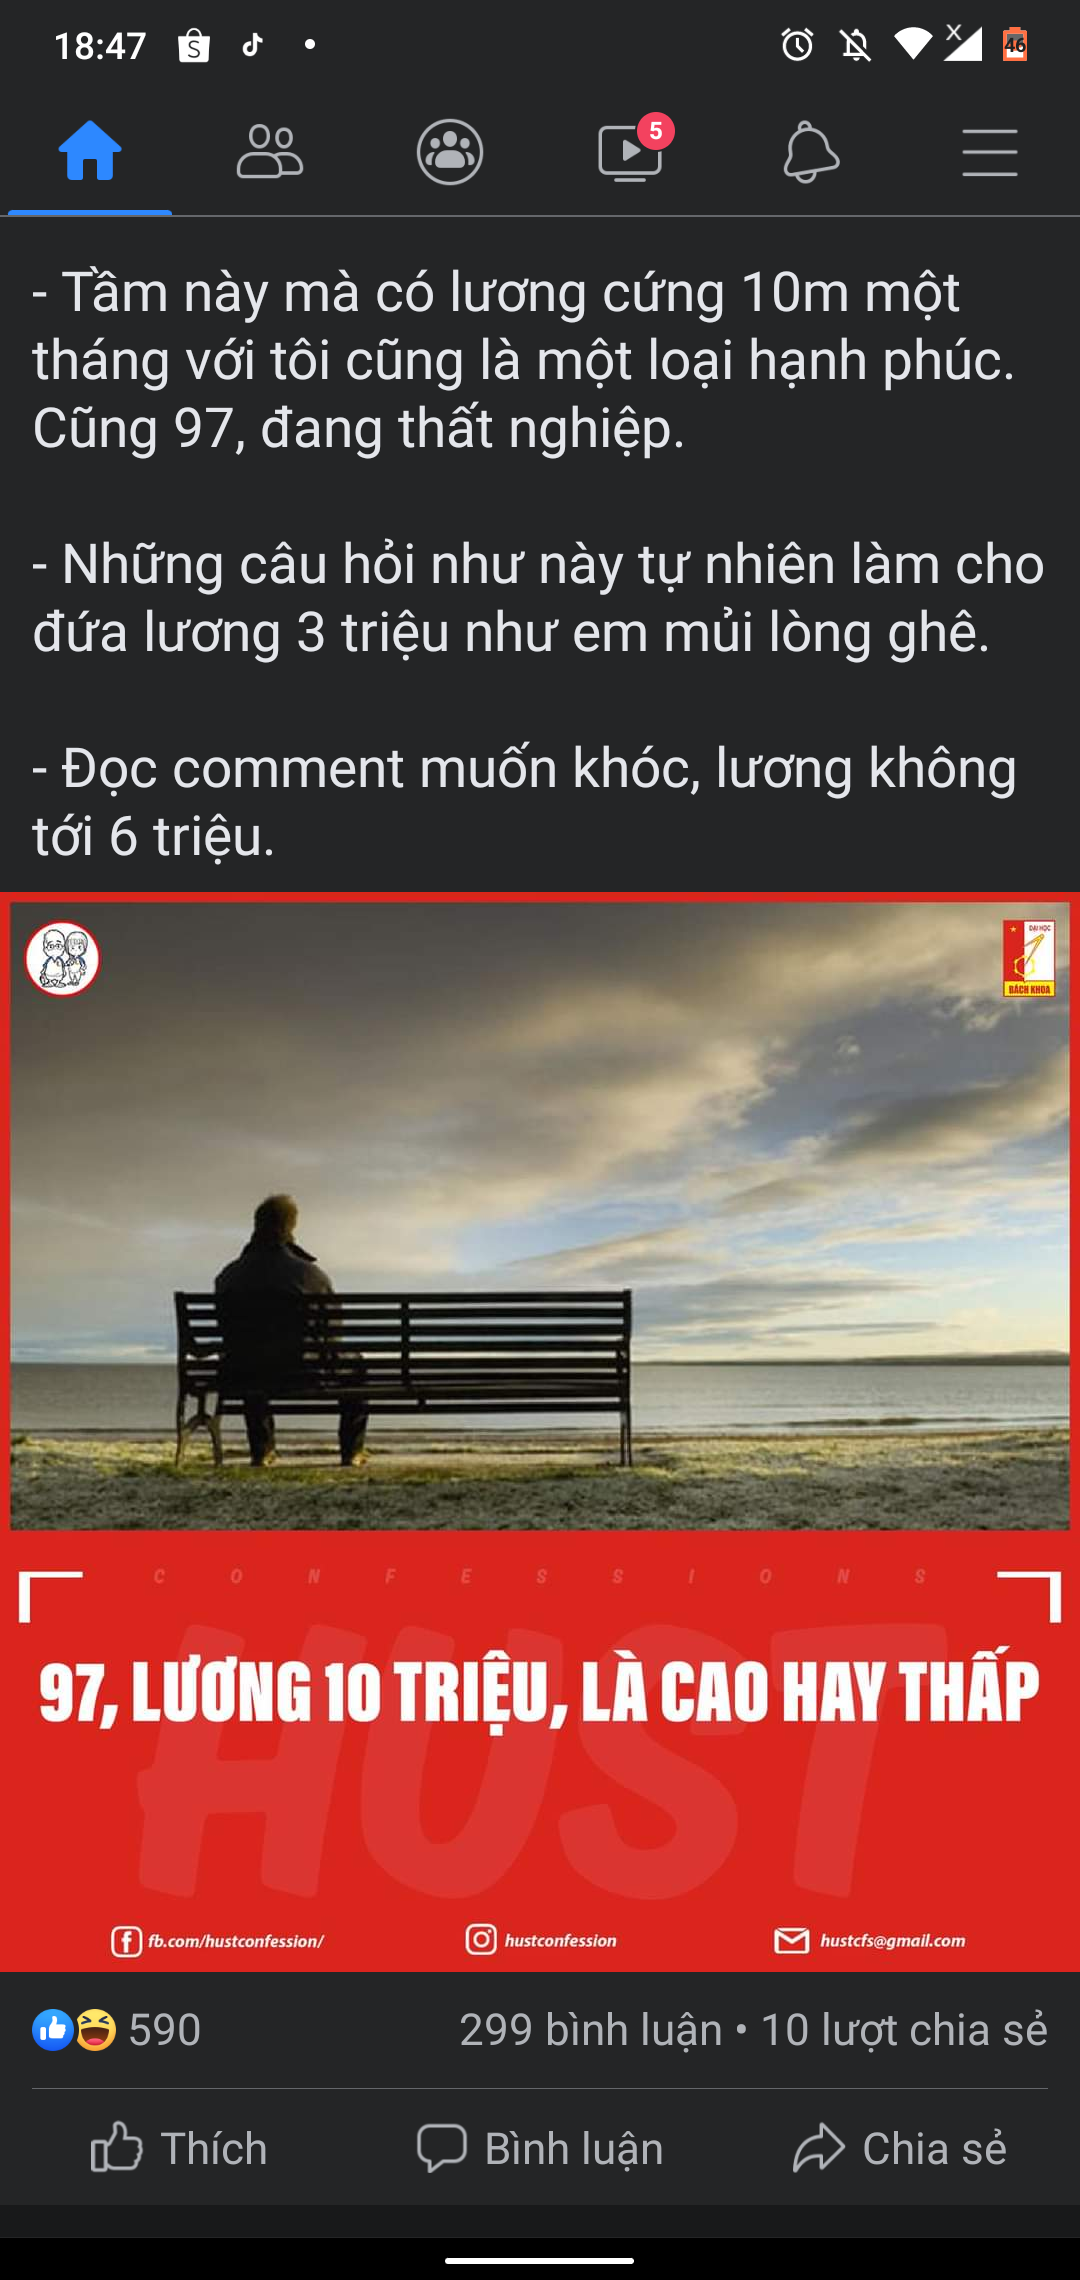 18:47
S
46
5
- Tầm này mà có lương cứng 10m một
tháng với tôi cũng là một loại hạnh phúc.
Cũng 97, đang thất nghiệp.
- Những câu hỏi như này tự nhiên làm cho
đứa lương 3 triệu như em mủi lòng ghê.
- Đọc comment muốn khóc, lương không
tới 6 triệu.
ĐẠI HỌC
BÁCH KHOA
CONFESSIONS
HUST
97, LƯƠNG 10 TRIỆU, LÀ CAO HAY THẤP
fb.com/hustconfession/ hustconfession hustcfs@gmail.com
590 299 bình luận • 10 lượt chia sẻ
Thích Bình luận Chia sẻ